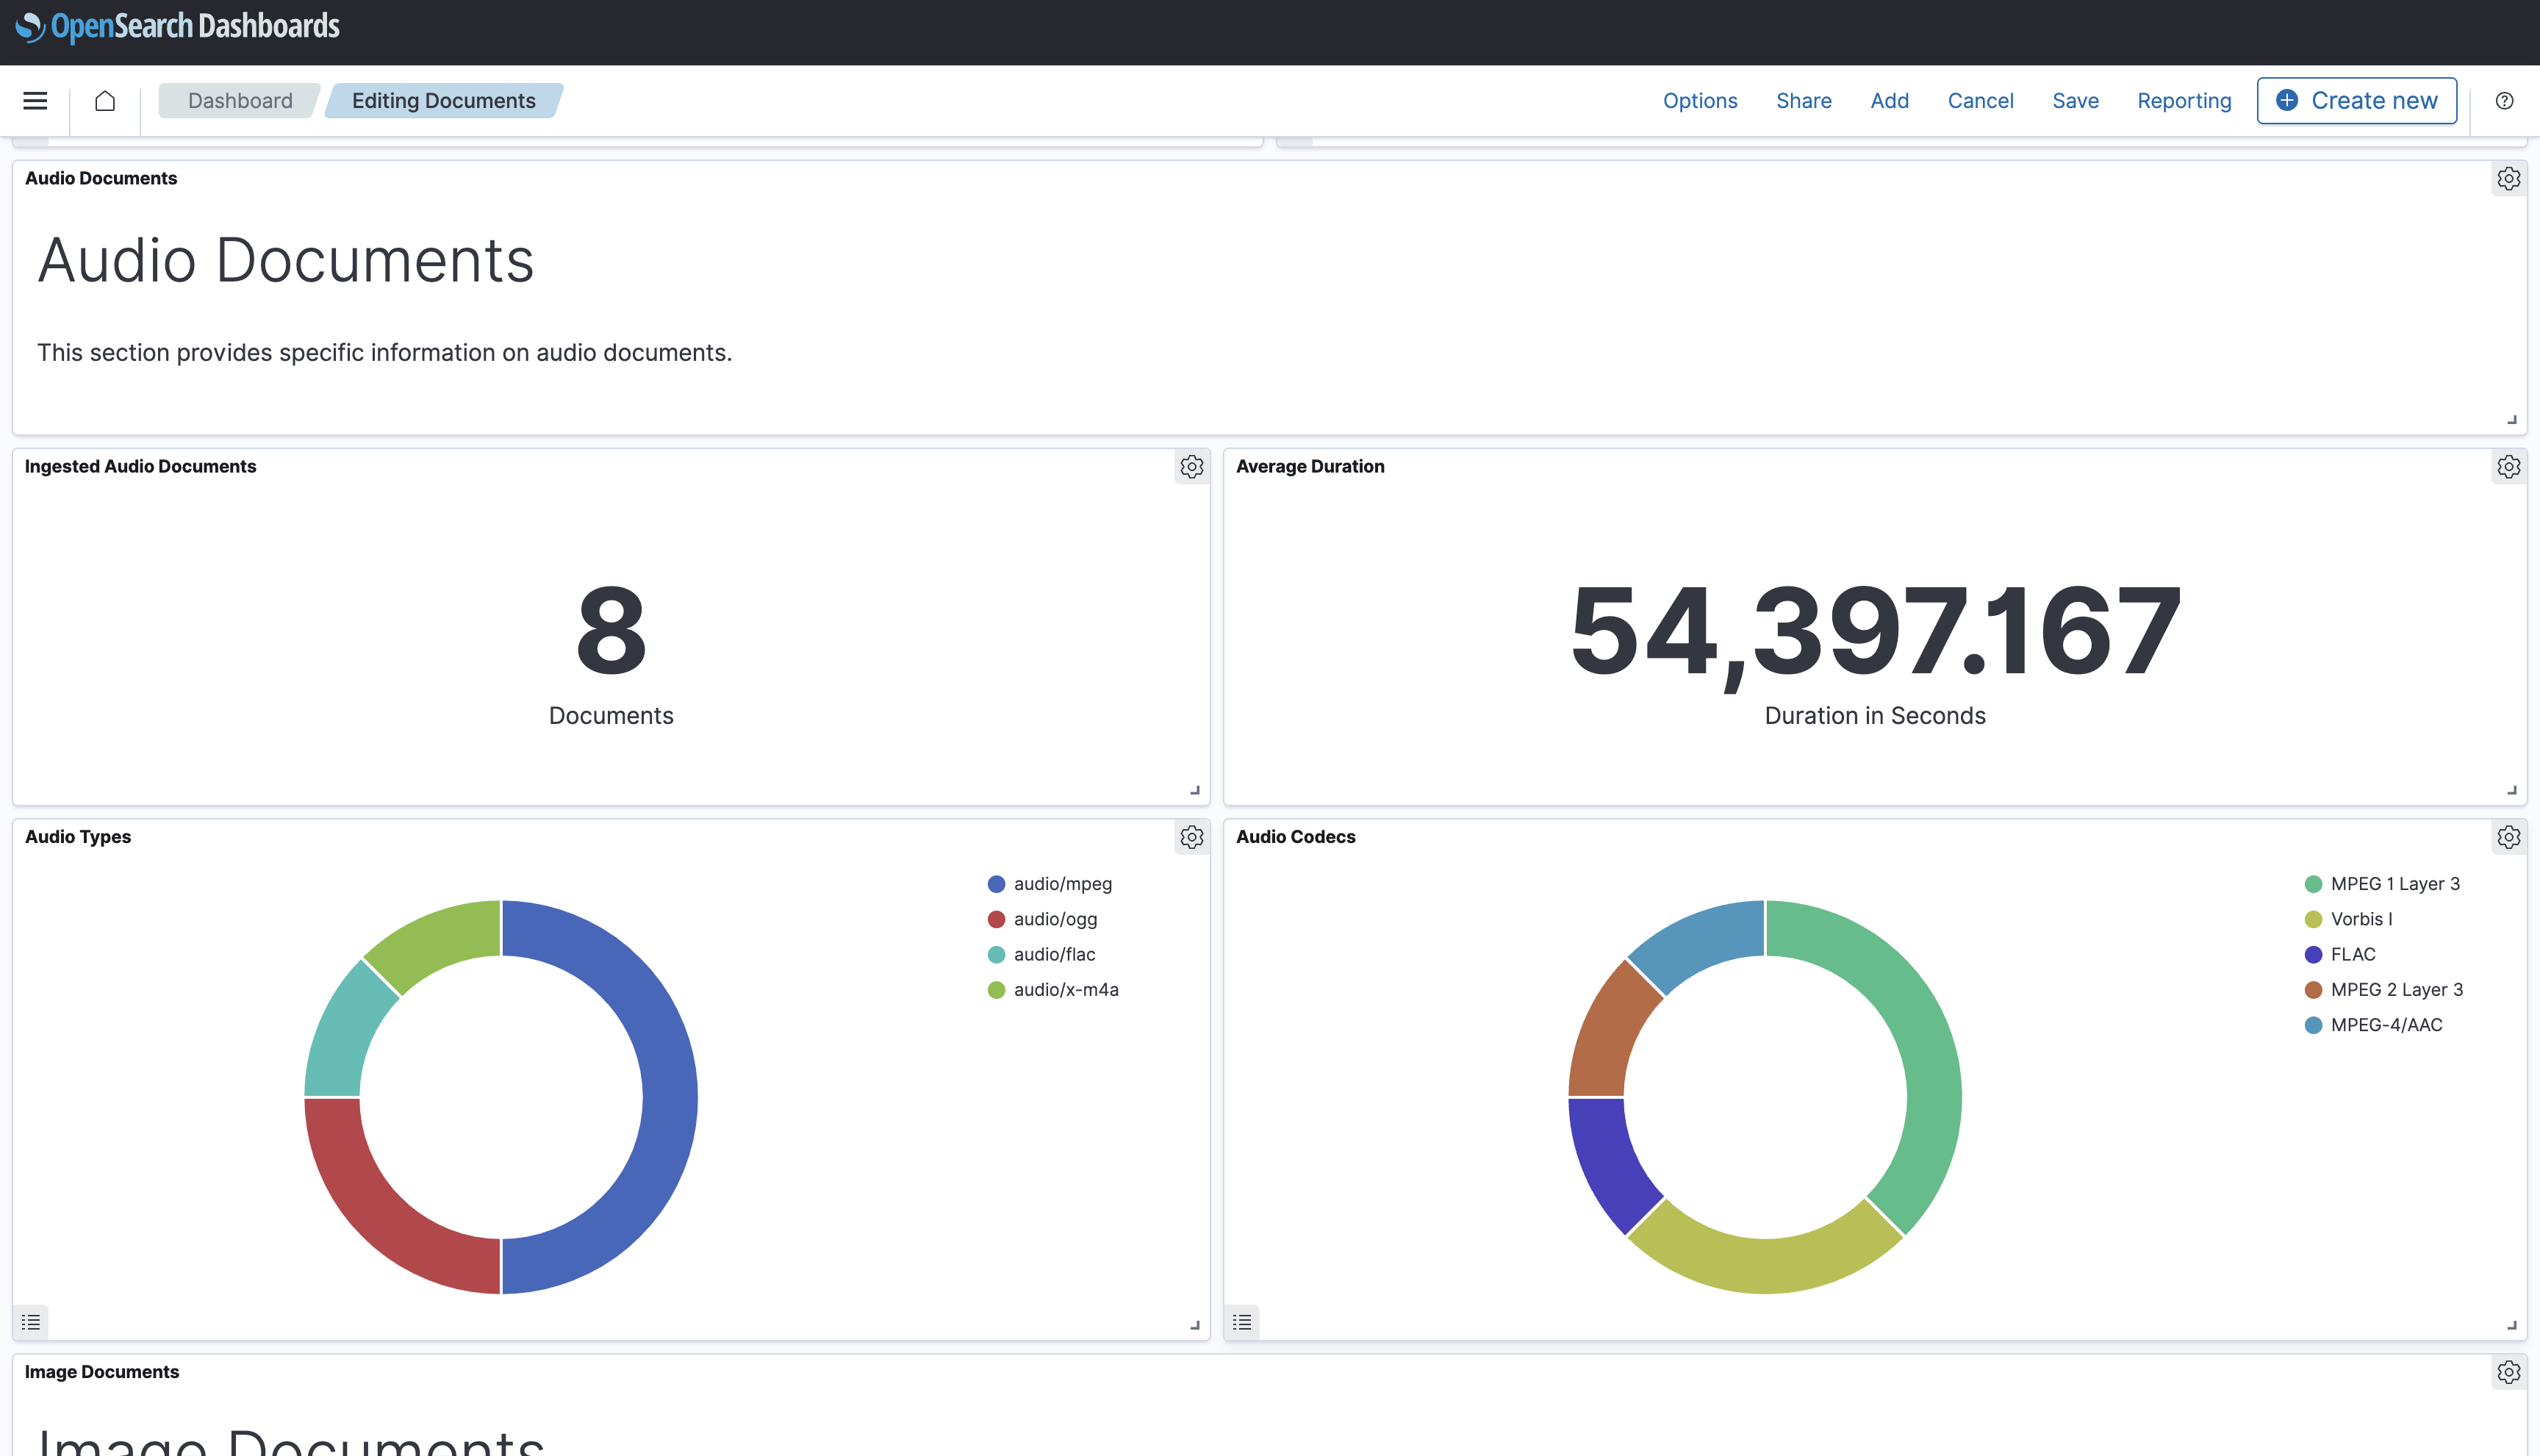 OpenSearch Dashboards
Dashboard
Editing Documents
Options
Share
Add
Cancel
Save
Reporting
Create new
Audio Documents
Audio Documents
This section provides specific information on audio documents.
Ingested Audio Documents
8
Documents
Average Duration
54,397.167
Duration in Seconds
Audio Types
audio/mpeg
audio/ogg
audio/flac
audio/x-m4a
Audio Codecs
MPEG 1 Layer 3
Vorbis I
FLAC
MPEG 2 Layer 3
MPEG-4/AAC
Image Documents
Image Documents